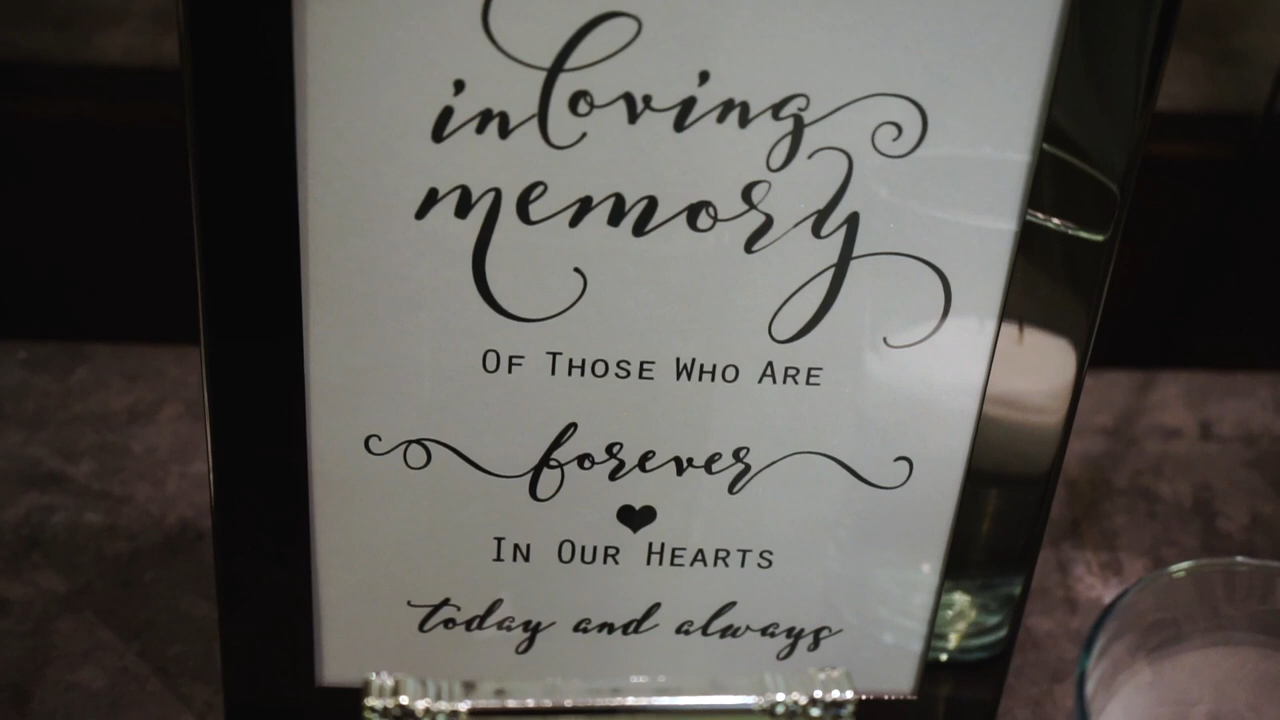 in loving
memory
OF THOSE WHO ARE
forever
IN OUR HEARTS
today and always